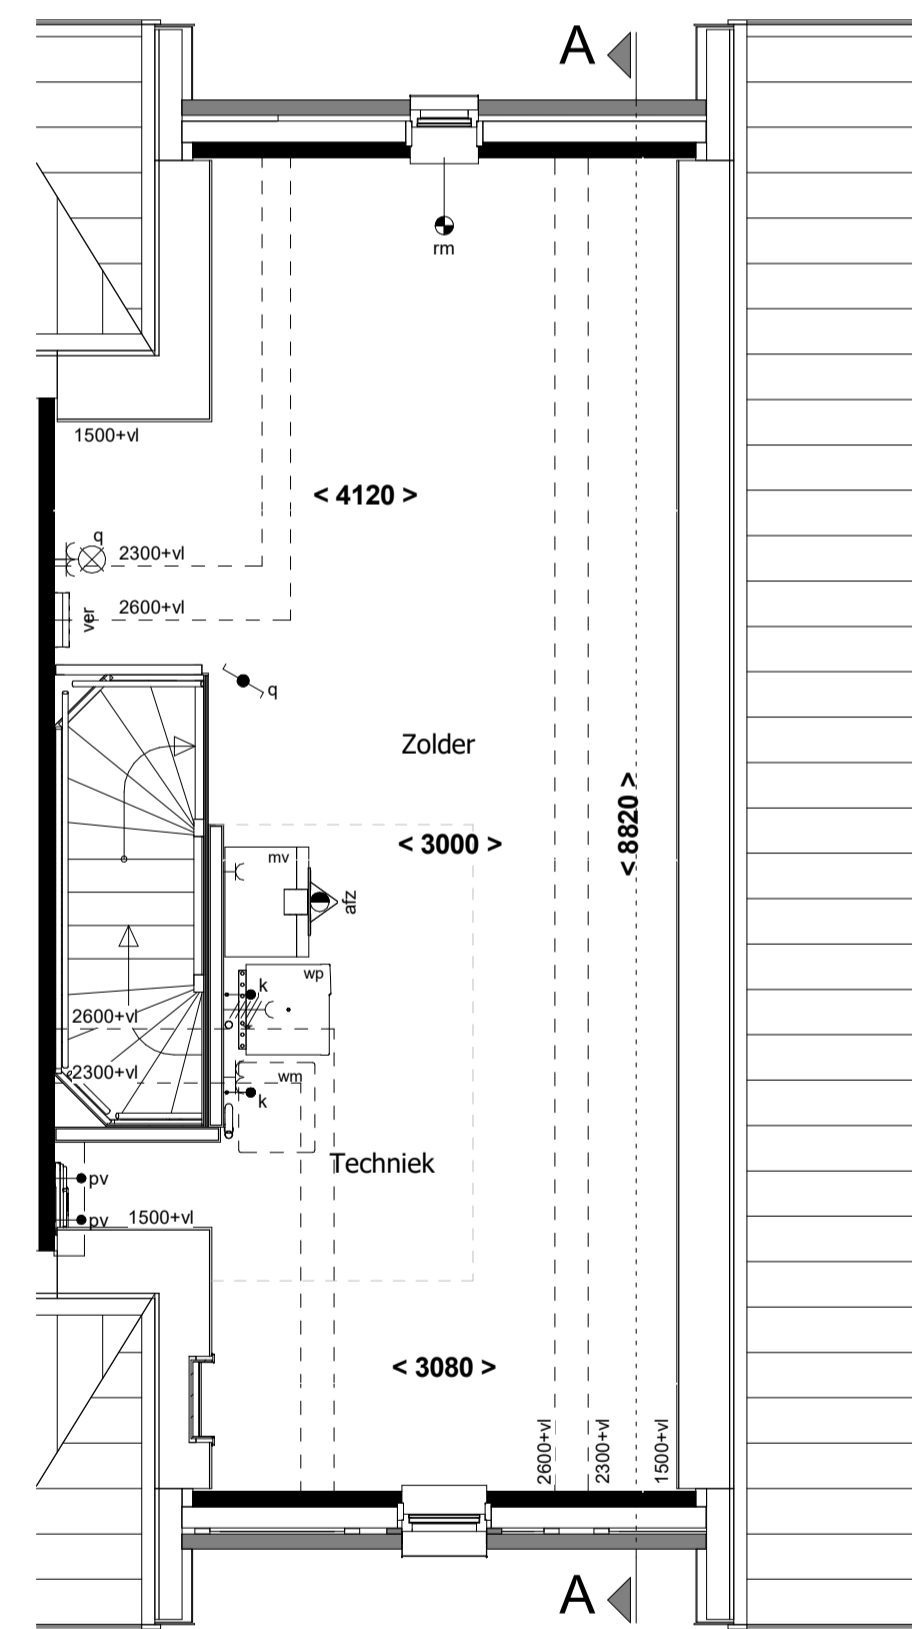 A
rm
1500+vl
< 4120 >
q
2300+vl
ver
2600+vl
q
Zolder
< 8820 >
< 3000 >
mv
afz
wp
k
2600+vl
2300+vl
wm
k
Techniek
pv
pv
1500+vl
< 3080 >
2600+vl
2300+vl
1500+vl
A